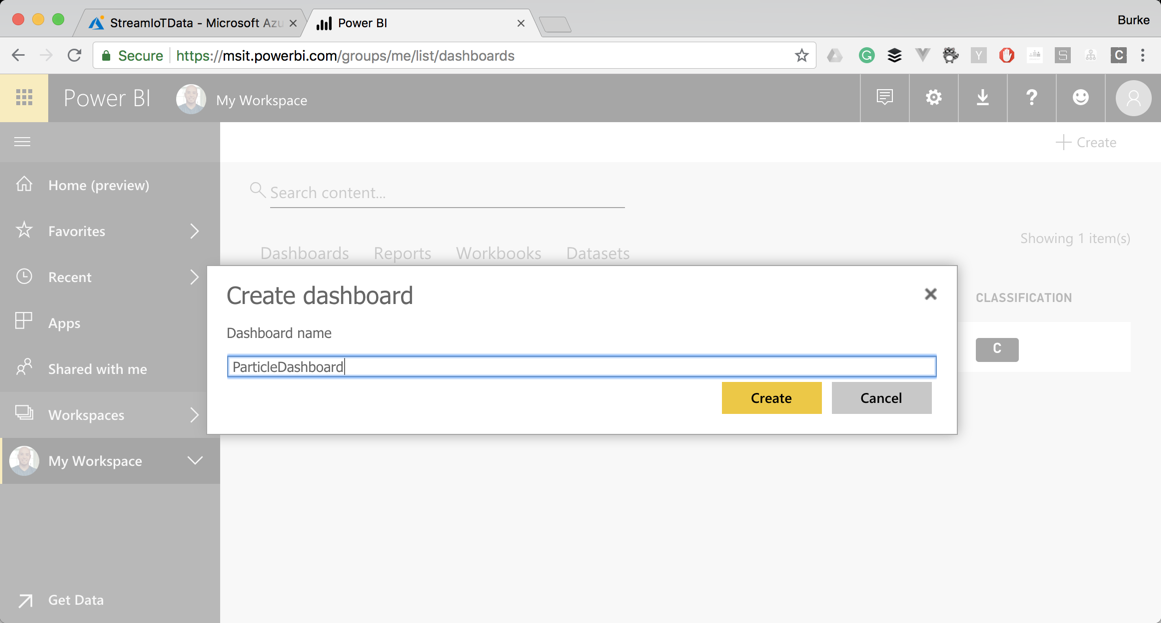 StreamIoTData - Microsoft Azu
Power BI
Burke
Secure
https://msit.powerbi.com/groups/me/list/dashboards
Power BI
My Workspace
Create
Home (preview)
Favorites
Recent
Apps
Shared with me
Workspaces
My Workspace
Get Data
Search content...
Showing 1 item(s)
Dashboards Reports Workbooks Datasets
CLASSIFICATION
C
Create dashboard
Dashboard name
ParticleDashboard
Create Cancel